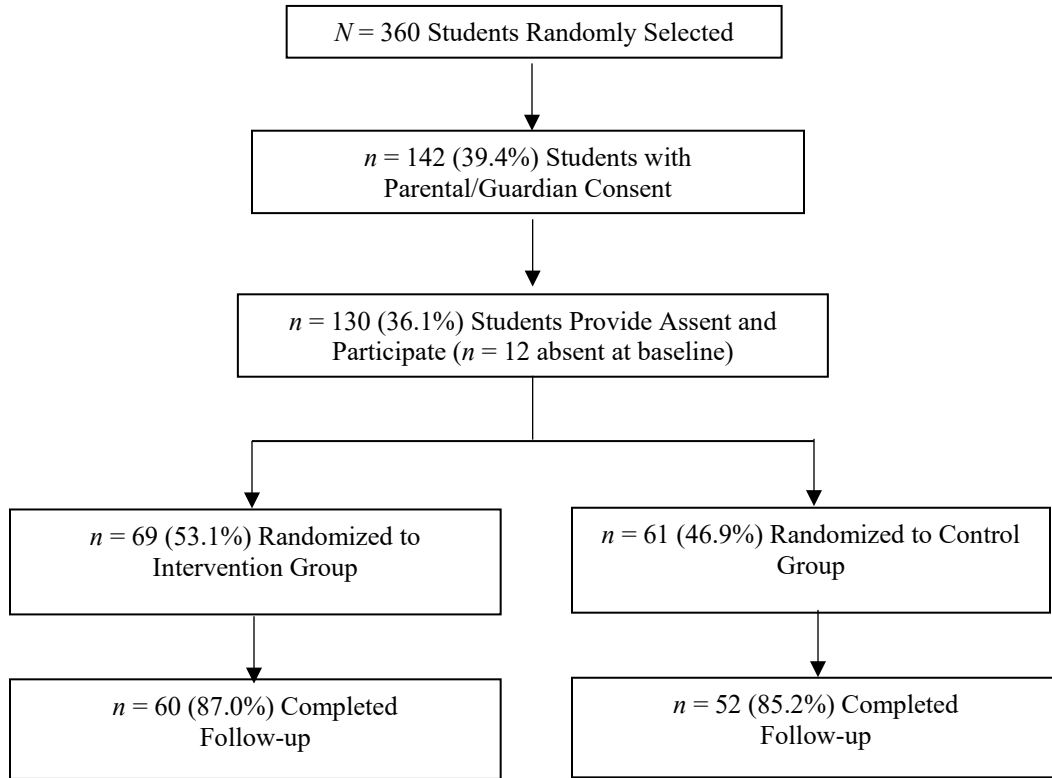 N = 360 Students Randomly Selected
n = 142 (39.4%) Students with
Parental/Guardian Consent
n = 130 (36.1%) Students Provide Assent and
Participate (n = 12 absent at baseline)
n = 69 (53.1%) Randomized to
Intervention Group
n = 61 (46.9%) Randomized to Control
Group
n = 60 (87.0%) Completed
Follow-up
n = 52 (85.2%) Completed
Follow-up